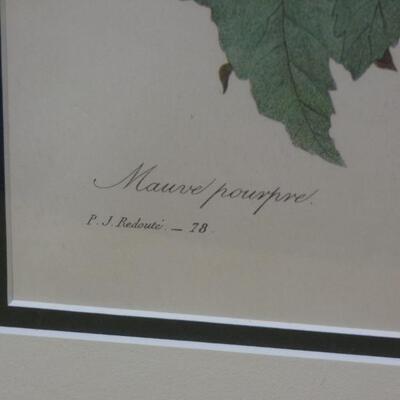 Mauve pourpre.
P. J. Redouté. — 78.